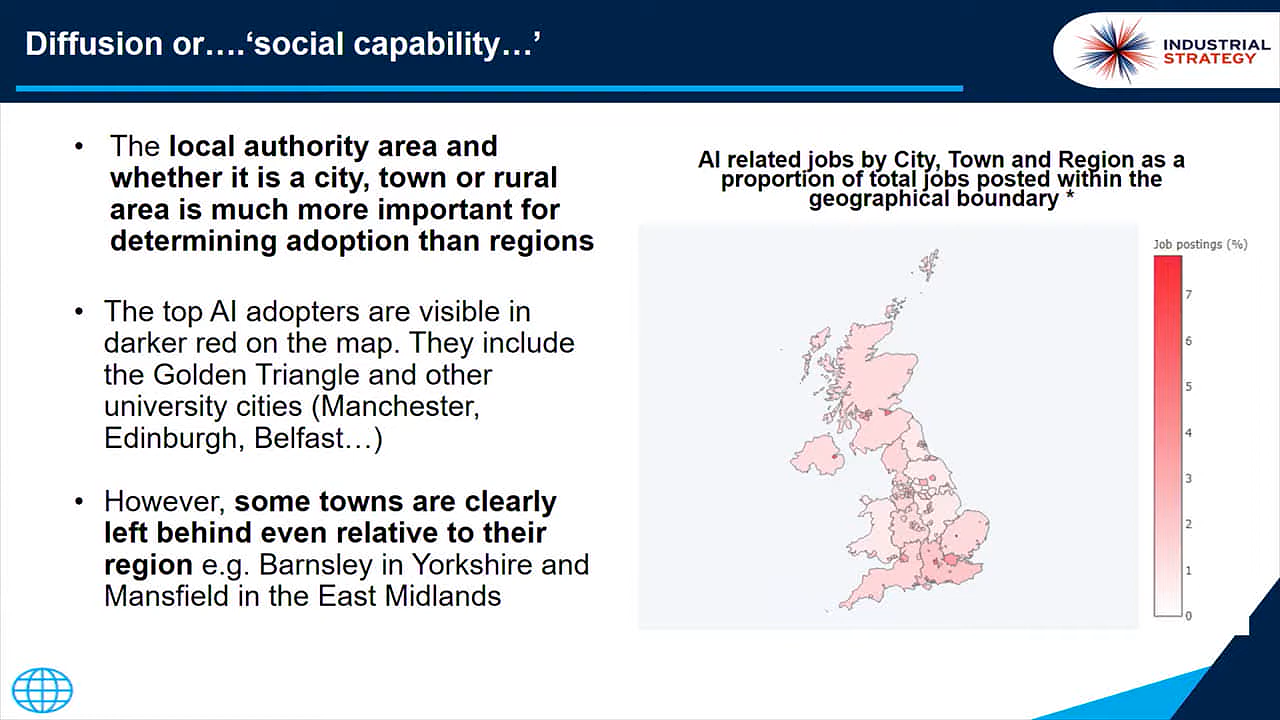 Diffusion or….‘social capability…’
INDUSTRIAL
STRATEGY
• The local authority area and
whether it is a city, town or rural
area is much more important for
determining adoption than regions
• The top AI adopters are visible in
darker red on the map. They include
the Golden Triangle and other
university cities (Manchester,
Edinburgh, Belfast…)
• However, some towns are clearly
left behind even relative to their
region e.g. Barnsley in Yorkshire and
Mansfield in the East Midlands
AI related jobs by City, Town and Region as a
proportion of total jobs posted within the
geographical boundary *
Job postings (%)
7
6
5
4
3
2
1
0